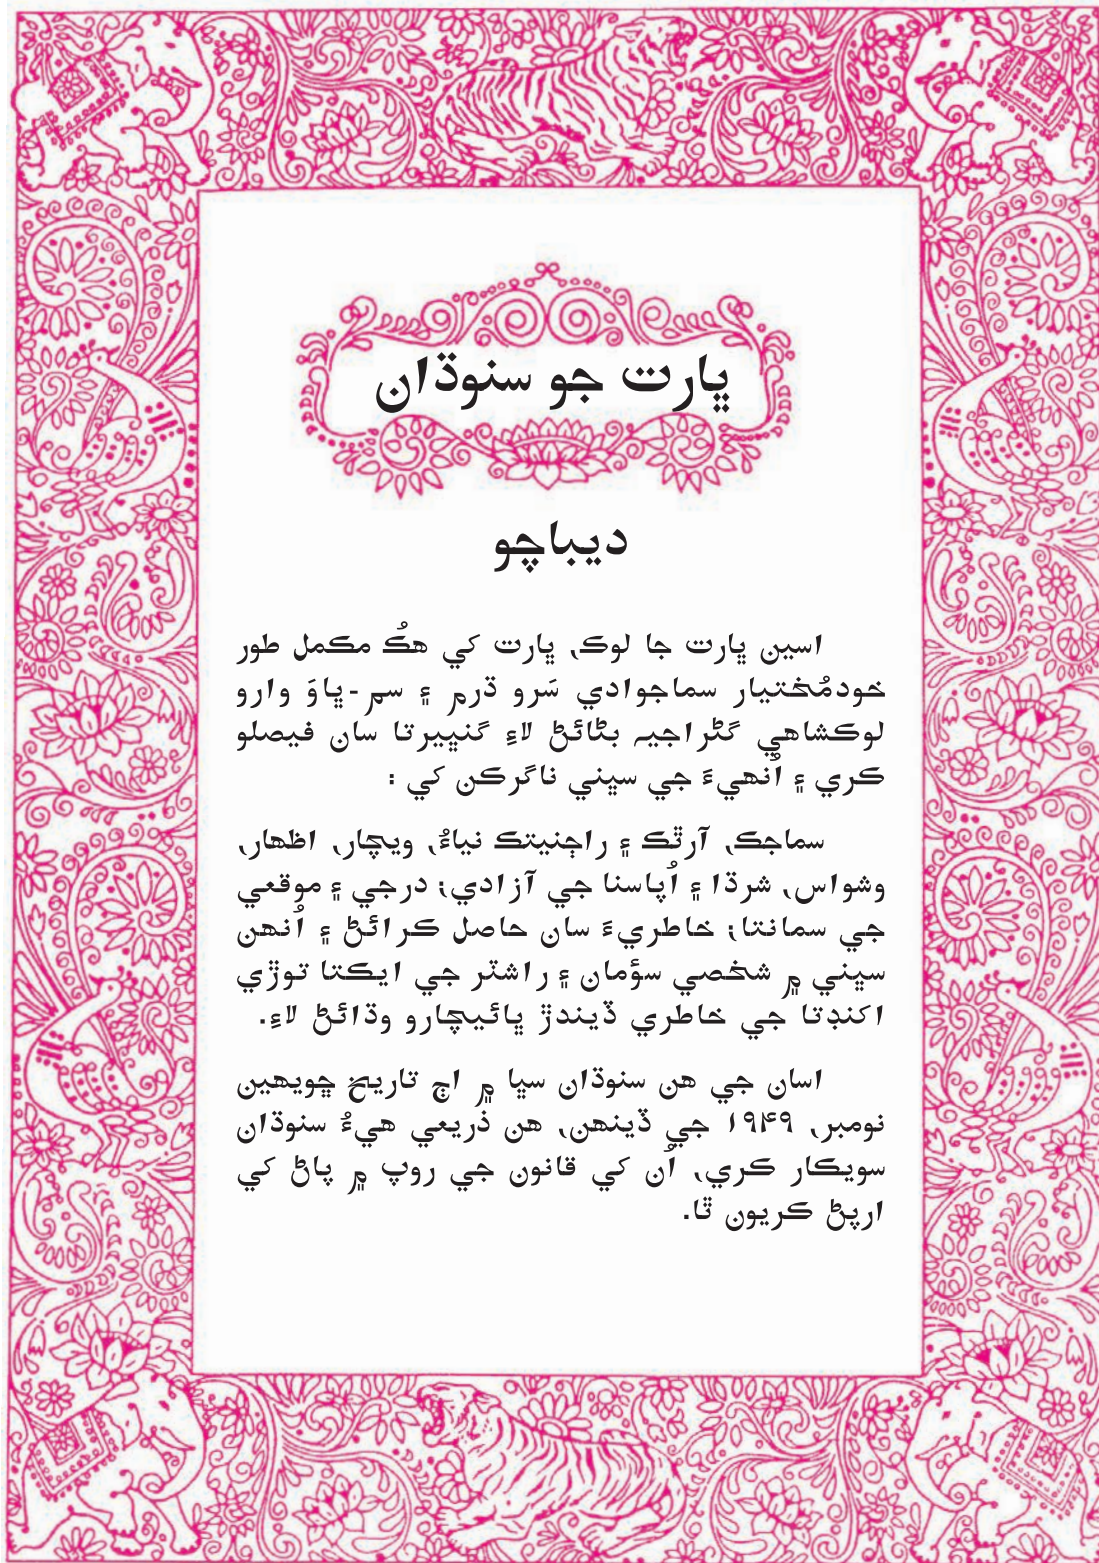 ڀارت جو سنوڌان
ديباچو
اسين ڀارت جا لوڪ، ڀارت کي هڪُ مڪمل طور
خودمُختيار سماجوادي سَرو ڌرم ۽ سم-ڀاوَ وارو
لوڪشاهي گڻراجيہ بڻائڻ لاءِ گنڀيرتا سان فيصلو
ڪري ۽ اُنهيءَ جي سڀني ناگرڪن کي :
سماجڪ، آرٿڪ ۽ راڄنيتڪ نياءُ، ويچار، اظهار،
وشواس، شرڌا ۽ اُپاسنا جي آزادي؛ درجي ۽ موقعي
جي سمانتا؛ خاطريءَ سان حاصل ڪرائڻ ۽ اُنهن
سڀني ۾ شخصي سؤمان ۽ راشٽر جي ايڪتا توڙي
اکنڊتا جي خاطري ڏيندڙ ڀائيچارو وڌائڻ لاءِ.
اسان جي هن سنوڌان سڀا ۾ اڄ تاريخ ڇويهين
نومبر، ۱۹۴۹ جي ڏينهن، هن ذريعي هيءُ سنوڌان
سويڪار ڪري، اُن کي قانون جي روپ ۾ پاڻ کي
ارپڻ ڪريون ٿا.